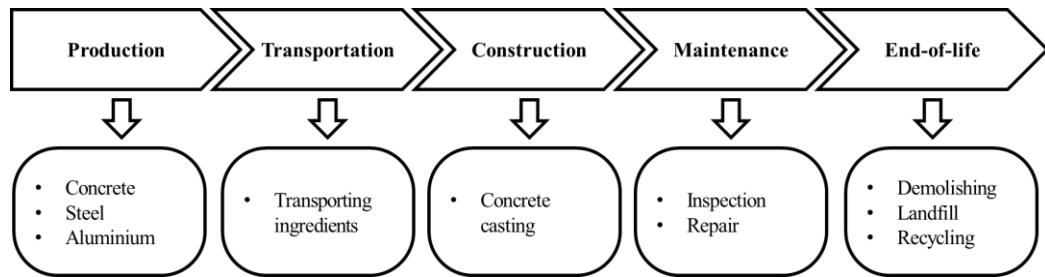 Production
Transportation
Construction
Maintenance
End-of-life
• Concrete
• Steel
• Aluminium
• Transporting
ingredients
• Concrete
casting
• Inspection
• Repair
• Demolishing
• Landfill
• Recycling